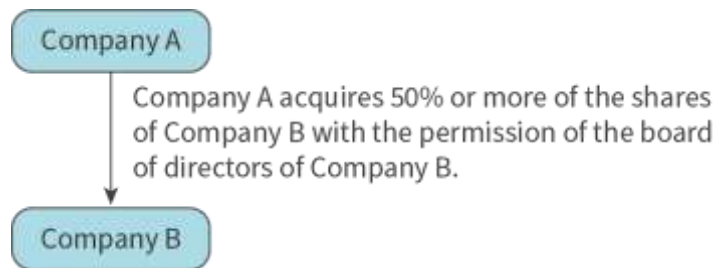 Company A
Company A acquires 50% or more of the shares
of Company B with the permission of the board
of directors of Company B.
Company B